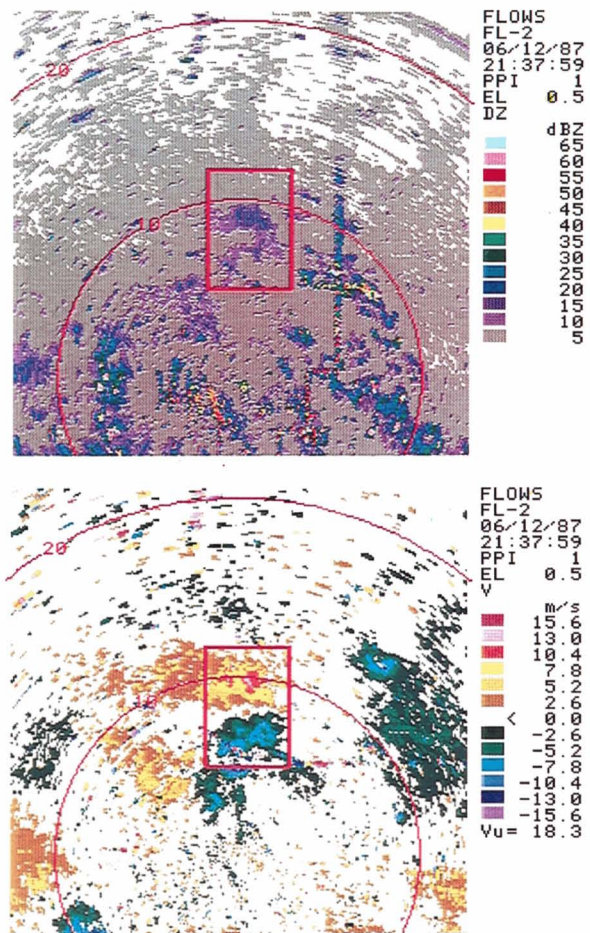 FLOWS
FL-2
06/12/87
21:37:59
PPI 1
EL 0.5
DZ
dBZ
65
60
55
50
45
40
35
30
25
20
15
10
5
20
10
FLOWS
FL-2
06/12/87
21:37:59
PPI 1
EL 0.5
V
m/s
15.6
13.0
10.4
7.8
5.2
2.6
< 0.0
-2.6
-5.2
-7.8
-10.4
-13.0
-15.6
Vu= 18.3
20
10